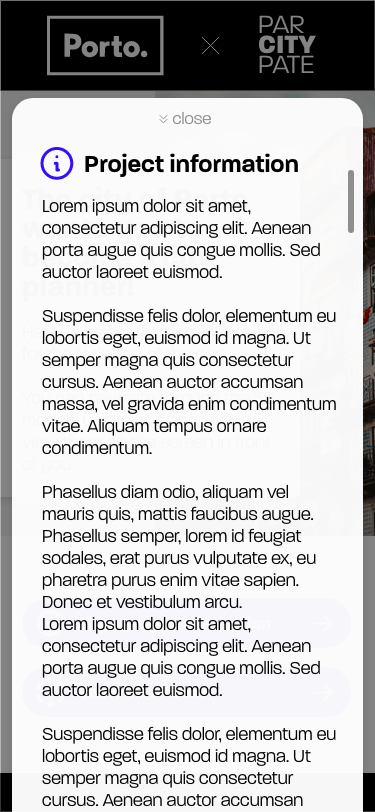 Porto.
PAR
CITY
PATE
close
Project information
Lorem ipsum dolor sit amet,
consectetur adipiscing elit. Aenean
porta augue quis congue mollis. Sed
auctor laoreet euismod.
Suspendisse felis dolor, elementum eu
lobortis eget, euismod id magna. Ut
semper magna quis consectetur
cursus. Aenean auctor accumsan
massa, vel gravida enim condimentum
vitae. Aliquam tempus ornare
condimentum.
Phasellus diam odio, aliquam vel
mauris quis, mattis faucibus augue.
Phasellus semper, lorem id feugiat
sodales, erat purus vulputate ex, eu
pharetra purus enim vitae sapien.
Donec et vestibulum arcu.
Lorem ipsum dolor sit amet,
consectetur adipiscing elit. Aenean
porta augue quis congue mollis. Sed
auctor laoreet euismod.
Suspendisse felis dolor, elementum eu
lobortis eget, euismod id magna. Ut
semper magna quis consectetur
cursus. Aenean auctor accumsan